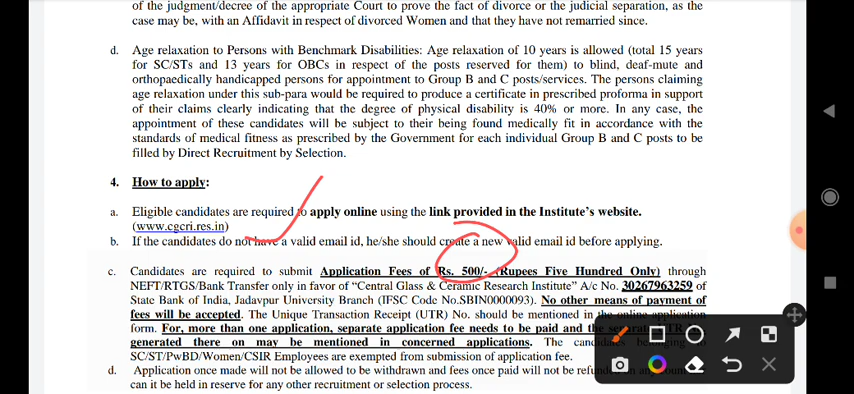 of the judgment/decree of the appropriate Court to prove the fact of divorce or the judicial separation, as the
case may be, with an Affidavit in respect of divorced Women and that they have not remarried since.
d. Age relaxation to Persons with Benchmark Disabilities: Age relaxation of 10 years is allowed (total 15 years
for SC/STs and 13 years for OBCs in respect of the posts reserved for them) to blind, deaf-mute and
orthopaedically handicapped persons for appointment to Group B and C posts/services. The persons claiming
age relaxation under this sub-para would be required to produce a certificate in prescribed proforma in support
of their claims clearly indicating that the degree of physical disability is 40% or more. In any case, the
appointment of these candidates will be subject to their being found medically fit in accordance with the
standards of medical fitness as prescribed by the Government for each individual Group B and C posts to be
filled by Direct Recruitment by Selection.
4. How to apply:
a. Eligible candidates are required to apply online using the link provided in the Institute's website.
(www.cgcri.res.in)
b. If the candidates do not have a valid email id, he/she should create a new valid email id before applying.
c. Candidates are required to submit Application Fees of Rs. 500/- (Rupees Five Hundred Only) through
NEFT/RTGS/Bank Transfer only in favor of "Central Glass & Ceramic Research Institute" A/c No. 30267963259 of
State Bank of India, Jadavpur University Branch (IFSC Code No.SBIN0000093). No other means of payment of
fees will be accepted. The Unique Transaction Receipt (UTR) No. should be mentioned in the online application
form. For, more than one application, separate application fee needs to be paid and the
generated there on may be mentioned in concerned applications. The
SC/ST/PwBD/Women/CSIR Employees are exempted from submission of application fee.
d. Application once made will not be allowed to be withdrawn and fees once paid will not be
can it be held in reserve for any other recruitment or selection process.